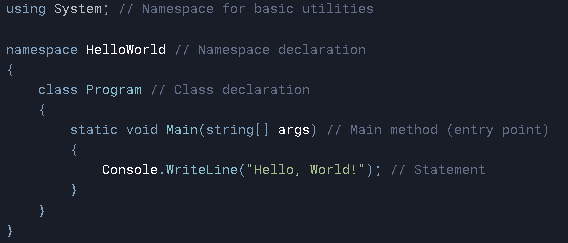 using System; // Namespace for basic utilities

namespace HelloWorld // Namespace declaration
{
    class Program // Class declaration
    {
        static void Main(string[] args) // Main method (entry point)
        {
            Console.WriteLine("Hello, World!"); // Statement
        }
    }
}